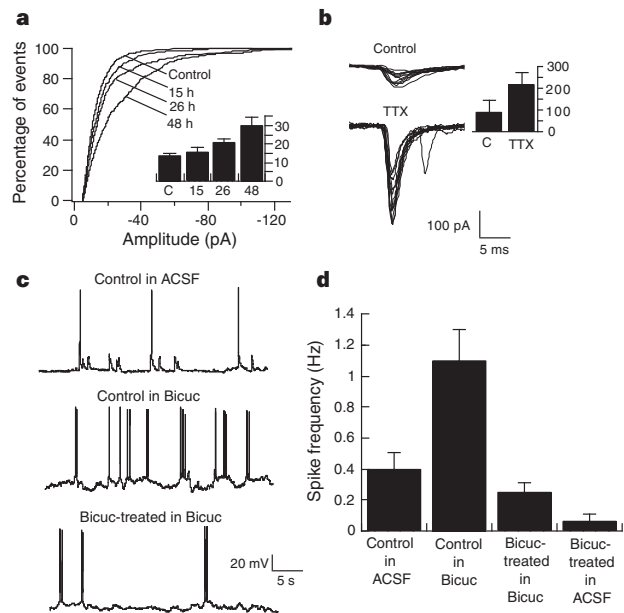 a
Percentage of events
100
80
60
40
20
0
Control
15 h
26 h
48 h
30
20
10
0
C 15 26 48
0 -40 -80 -120
Amplitude (pA)
b
Control
TTX
300
200
100
0
C TTX
100 pA
5 ms
c
Control in ACSF
Control in Bicuc
Bicuc-treated in Bicuc
20 mV
5 s
d
Spike frequency (Hz)
1.4
1.2
1
0.8
0.6
0.4
0.2
0
Control
in
ACSF
Control
in
Bicuc
Bicuc-
treated in
Bicuc
Bicuc-
treated in
ACSF